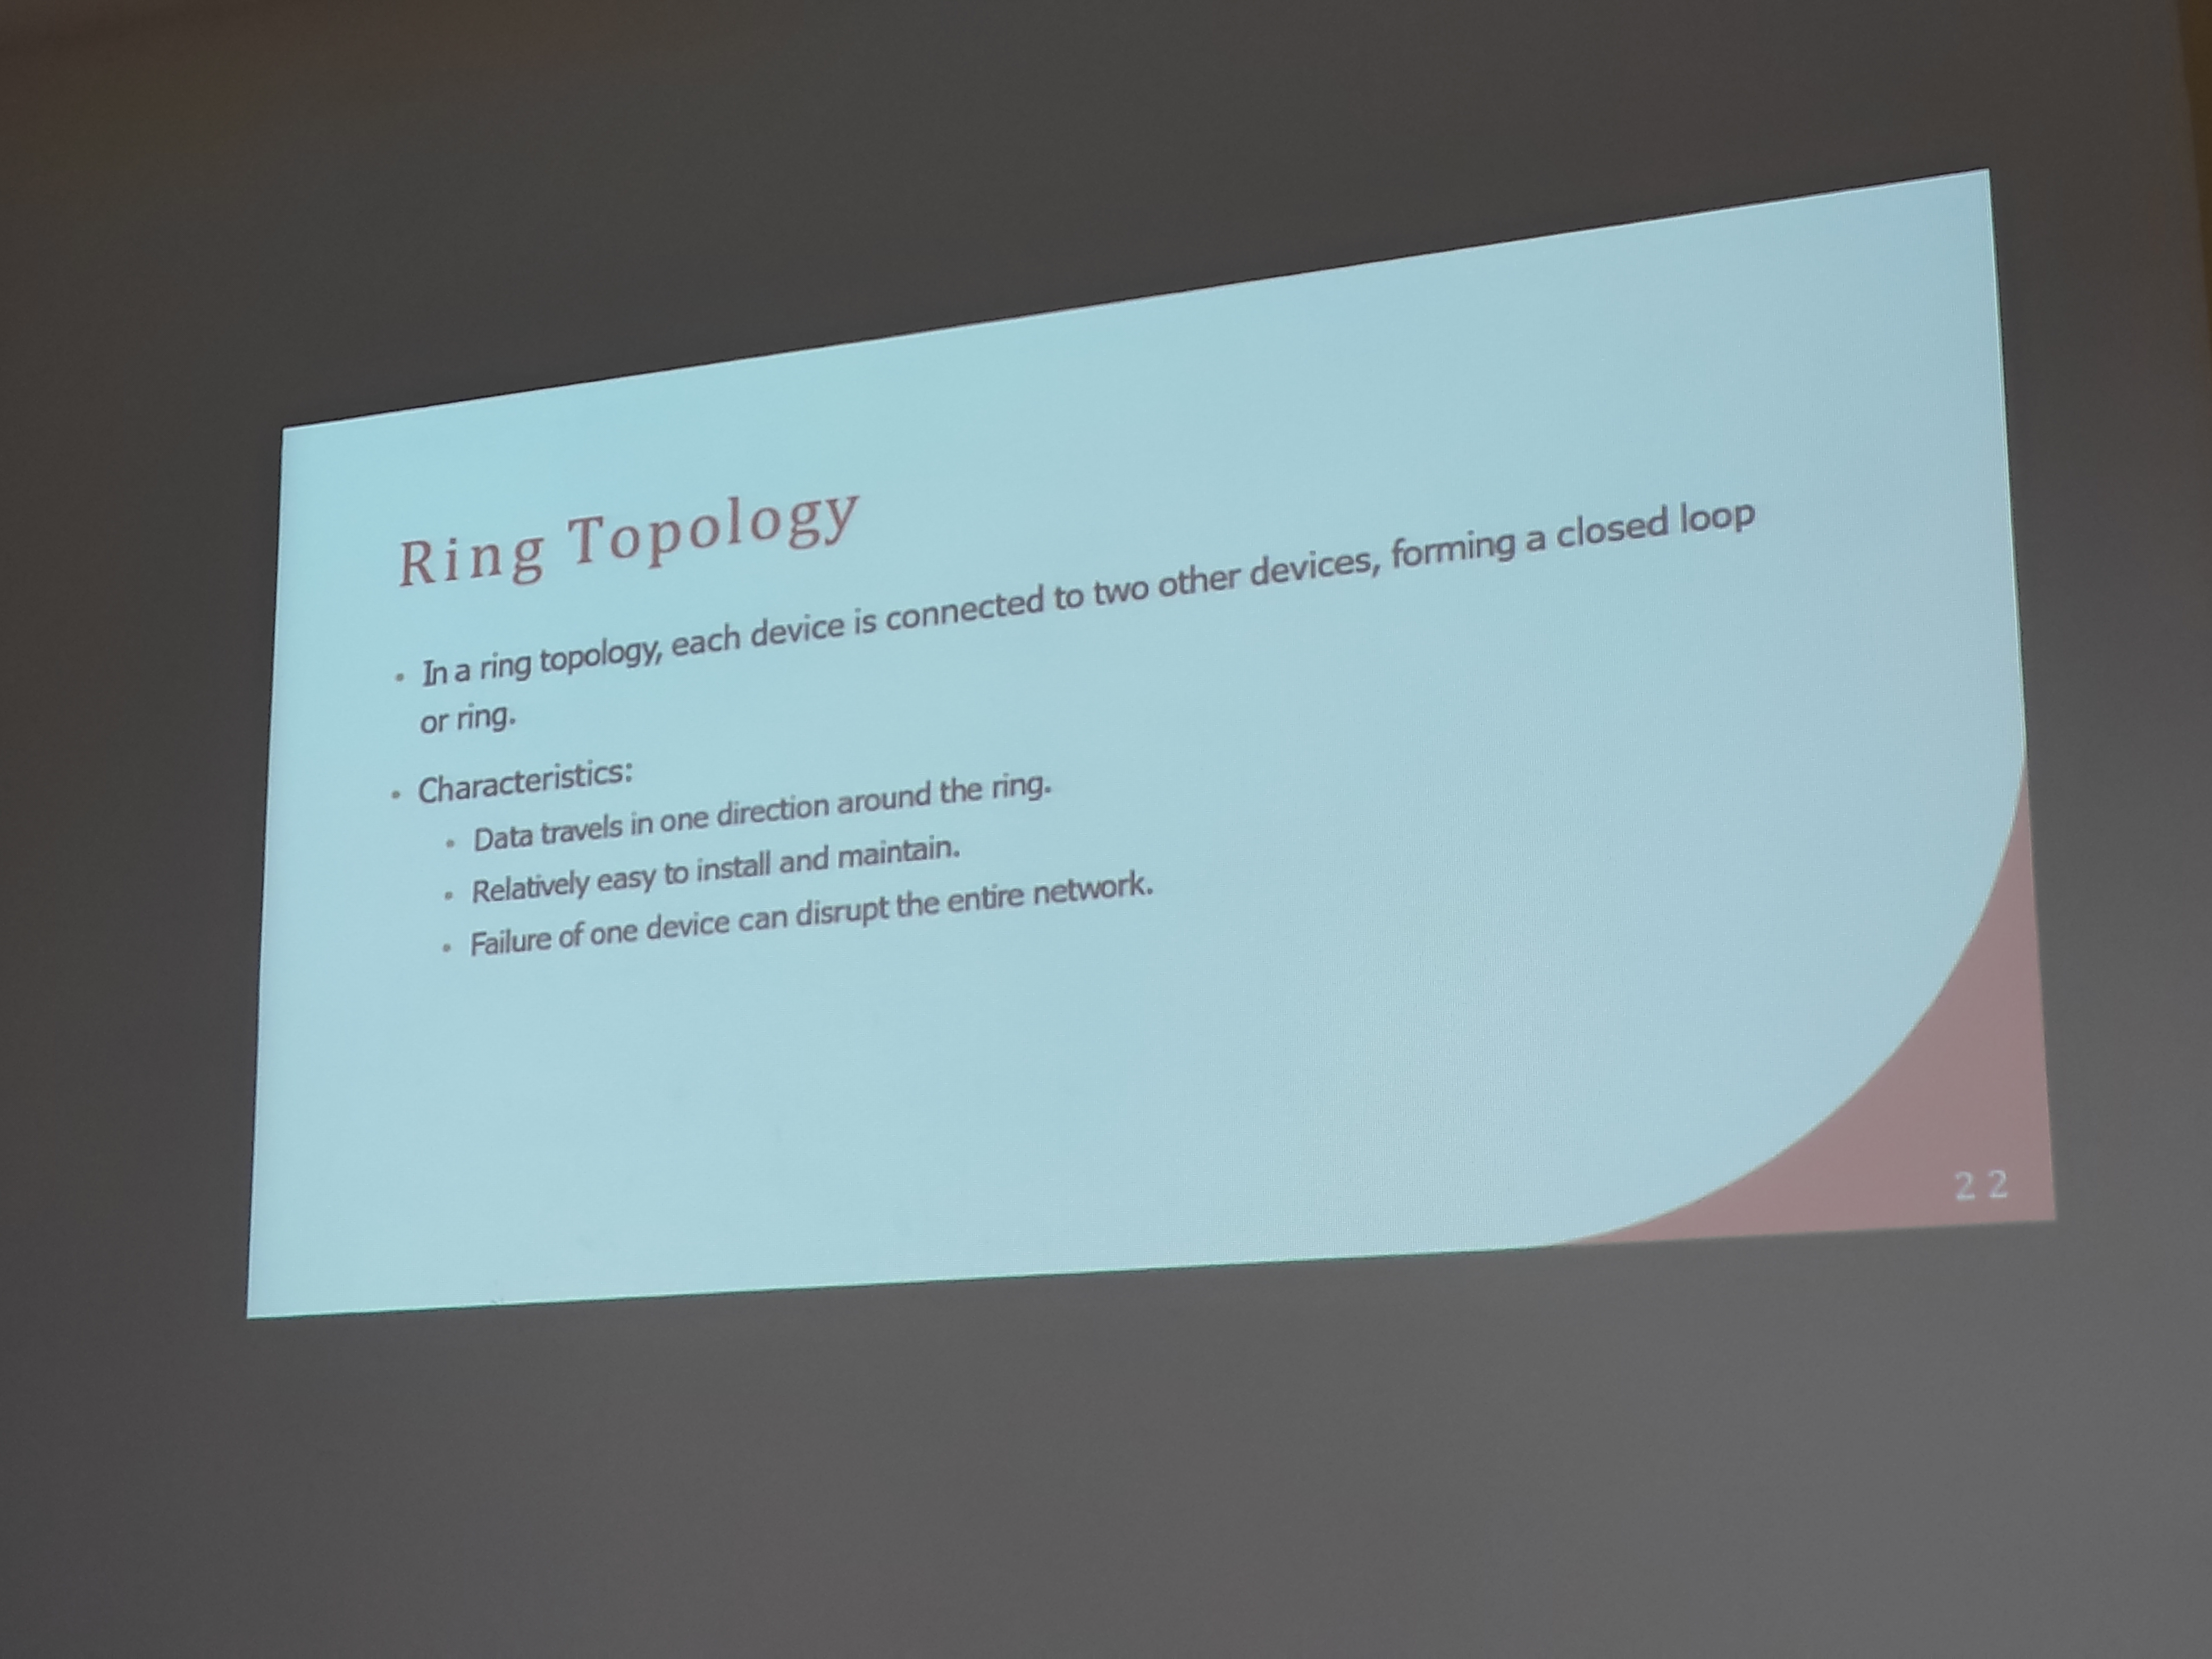 Ring Topology
• In a ring topology, each device is connected to two other devices, forming a closed loop
or ring.
• Characteristics:
• Data travels in one direction around the ring.
• Relatively easy to install and maintain.
• Failure of one device can disrupt the entire network.
22